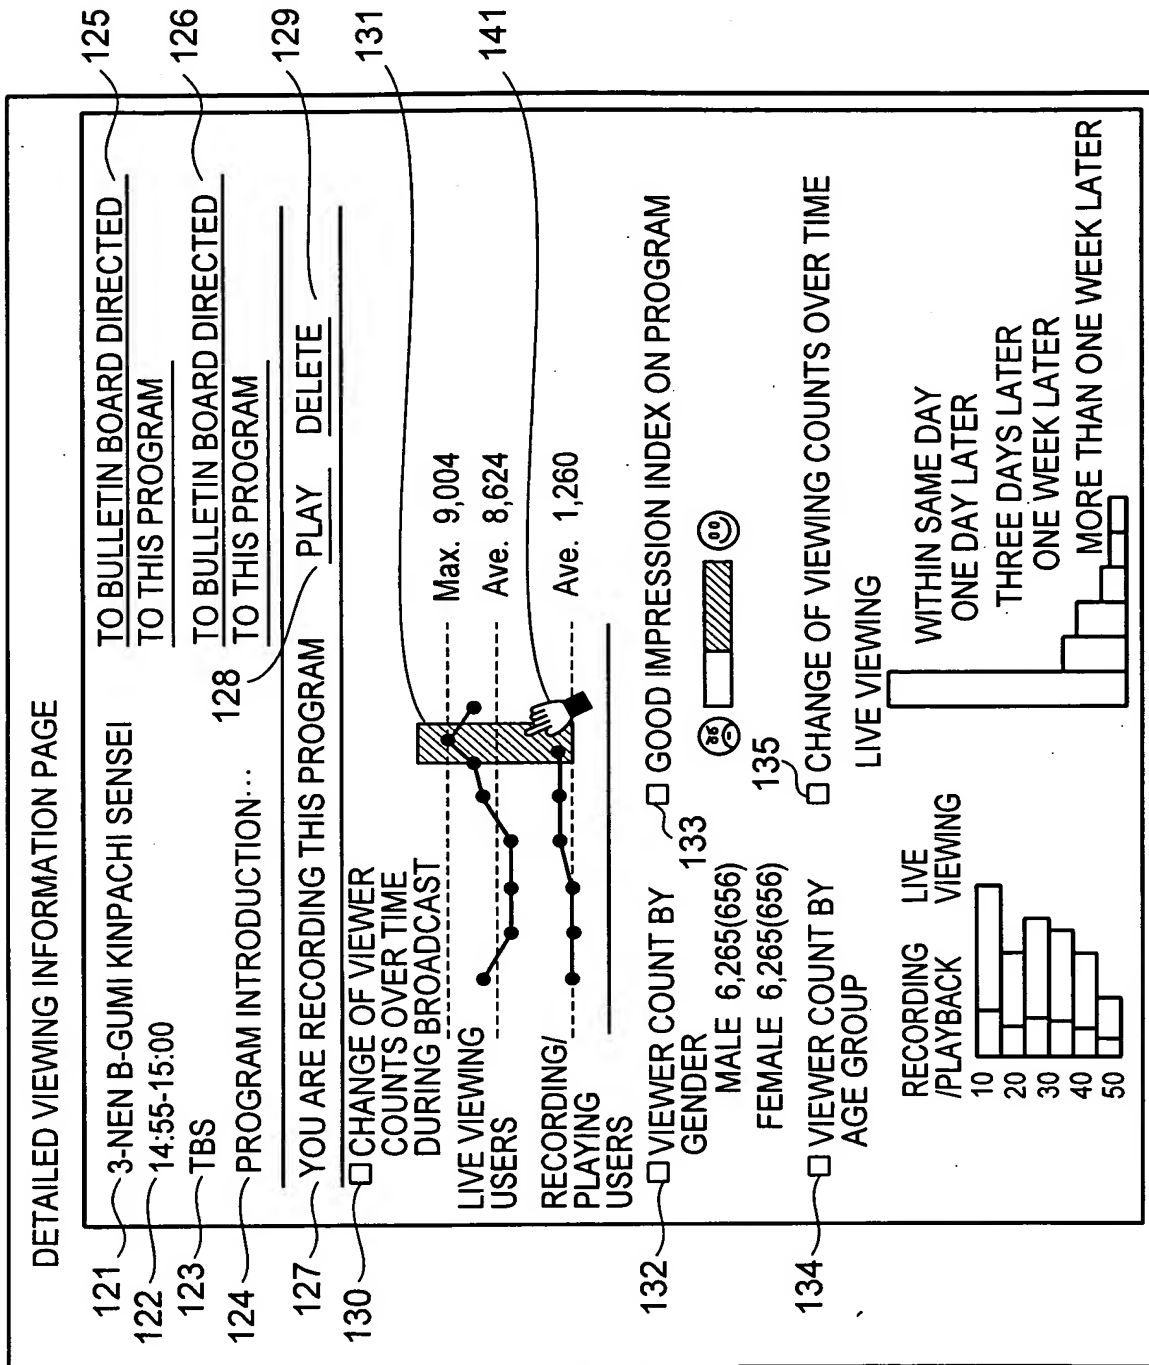 DETAILED VIEWING INFORMATION PAGE
121 3-NEN B-GUMI KINPACHI SENSEI
122 14:55-15:00
123 TBS
124 PROGRAM INTRODUCTION...
TO BULLETIN BOARD DIRECTED 125
TO THIS PROGRAM
TO BULLETIN BOARD DIRECTED 126
TO THIS PROGRAM
127 YOU ARE RECORDING THIS PROGRAM
128 PLAY DELETE 129
130 CHANGE OF VIEWER
COUNTS OVER TIME
DURING BROADCAST
131
141
LIVE VIEWING
USERS
Max. 9,004
Ave. 8,624
RECORDING/
PLAYING
USERS
Ave. 1,260
132 VIEWER COUNT BY
GENDER
MALE 6,265(656)
FEMALE 6,265(656)
133 GOOD IMPRESSION INDEX ON PROGRAM
134 VIEWER COUNT BY
AGE GROUP
RECORDING
/PLAYBACK
LIVE
VIEWING
10
20
30
40
50
135 CHANGE OF VIEWING COUNTS OVER TIME
LIVE VIEWING
WITHIN SAME DAY
ONE DAY LATER
THREE DAYS LATER
ONE WEEK LATER
MORE THAN ONE WEEK LATER